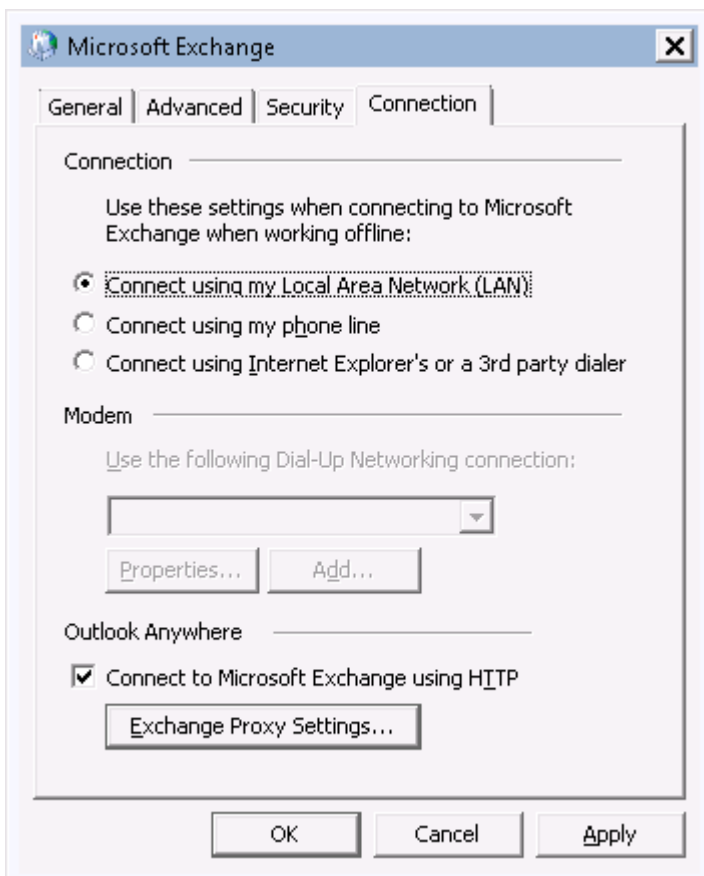 Microsoft Exchange
General Advanced Security Connection
Connection
Use these settings when connecting to Microsoft
Exchange when working offline:
Connect using my Local Area Network (LAN)
Connect using my phone line
Connect using Internet Explorer's or a 3rd party dialer
Modem
Use the following Dial-Up Networking connection:
Properties... Add...
Outlook Anywhere
Connect to Microsoft Exchange using HTTP
Exchange Proxy Settings...
OK Cancel Apply